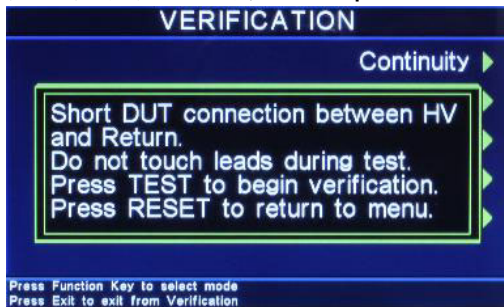 VERIFICATION
Continuity
Short DUT connection between HV
and Return.
Do not touch leads during test.
Press TEST to begin verification.
Press RESET to return to menu.
Press Function Key to select mode
Press Exit to exit from Verification